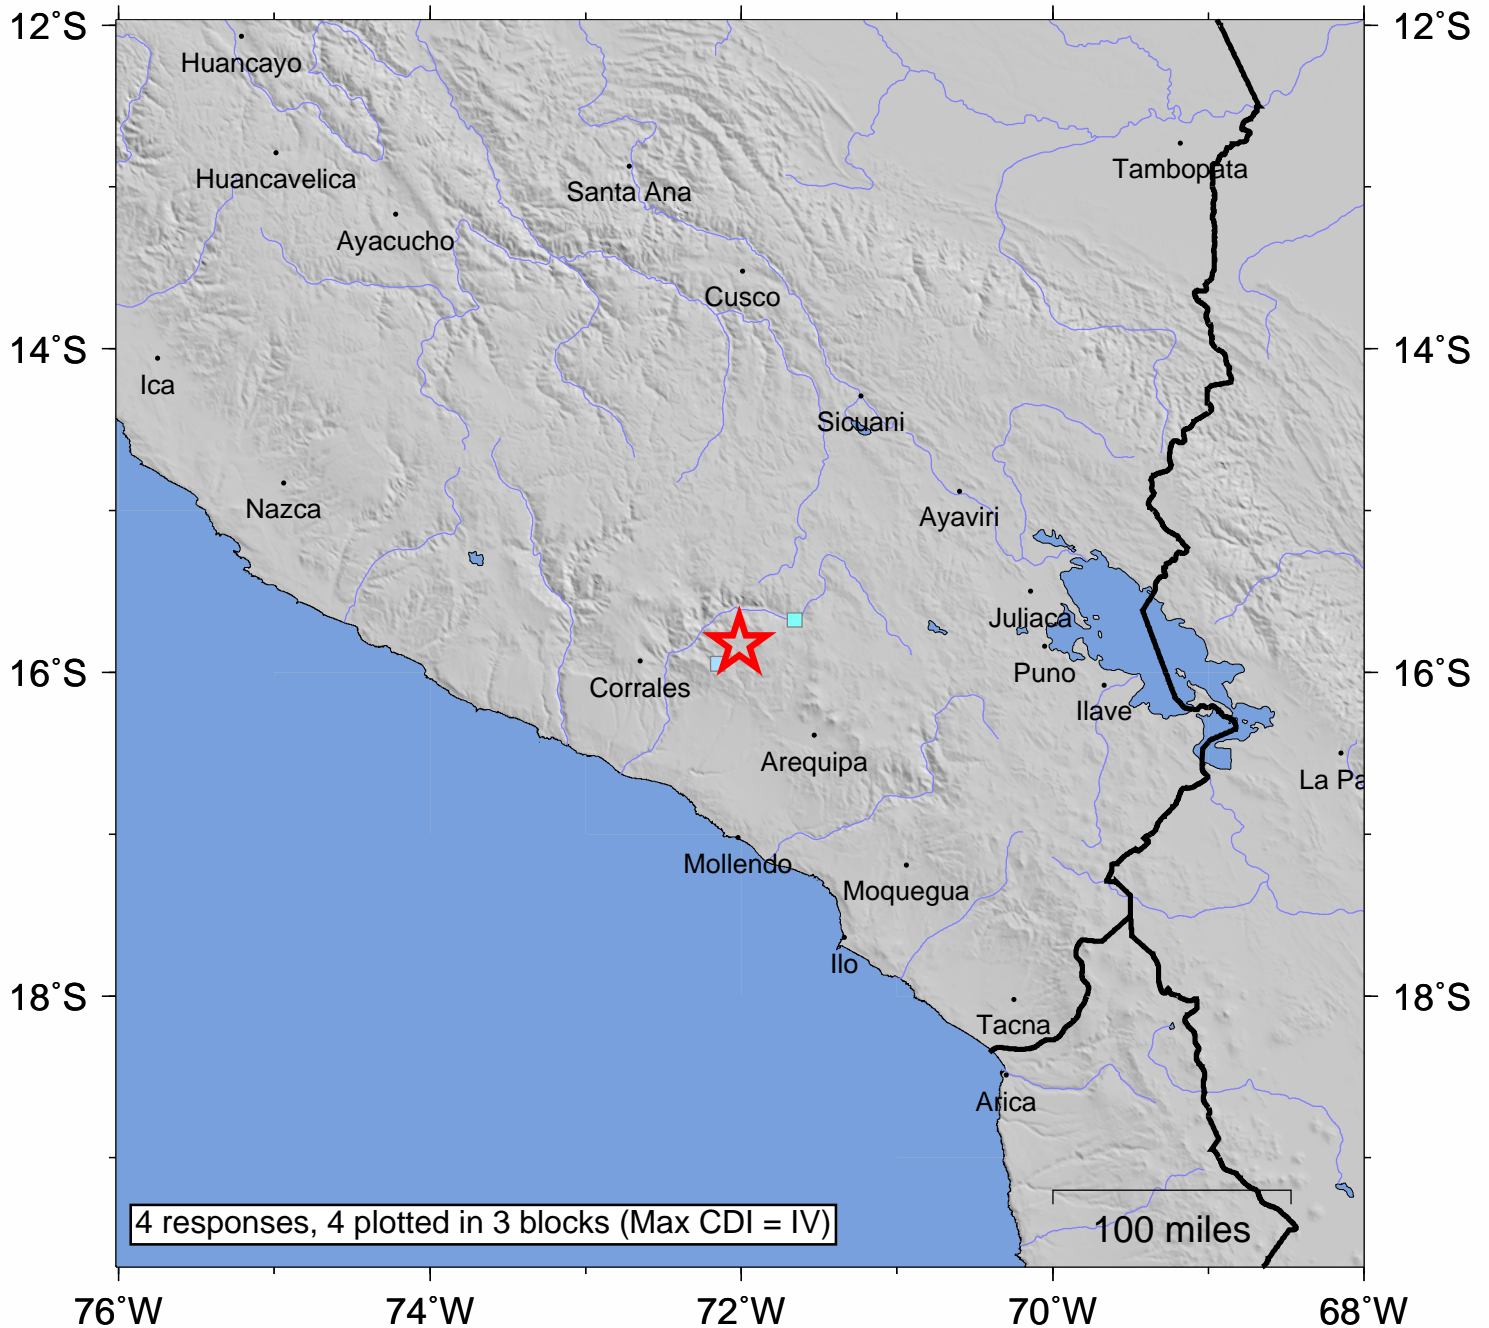 12°S
12°S
Huancayo
Tambopata
Huancavelica
Santa Ana
Ayacucho
Cusco
14°S
14°S
Ica
Sicuani
Nazca
Ayaviri
Juliaca
16°S
16°S
Puno
Corrales
Ilave
Arequipa
La Pa
Mollendo
Moquegua
Ilo
18°S
18°S
Tacna
Arica
4 responses, 4 plotted in 3 blocks (Max CDI = IV)
100 miles
76°W
74°W
72°W
70°W
68°W